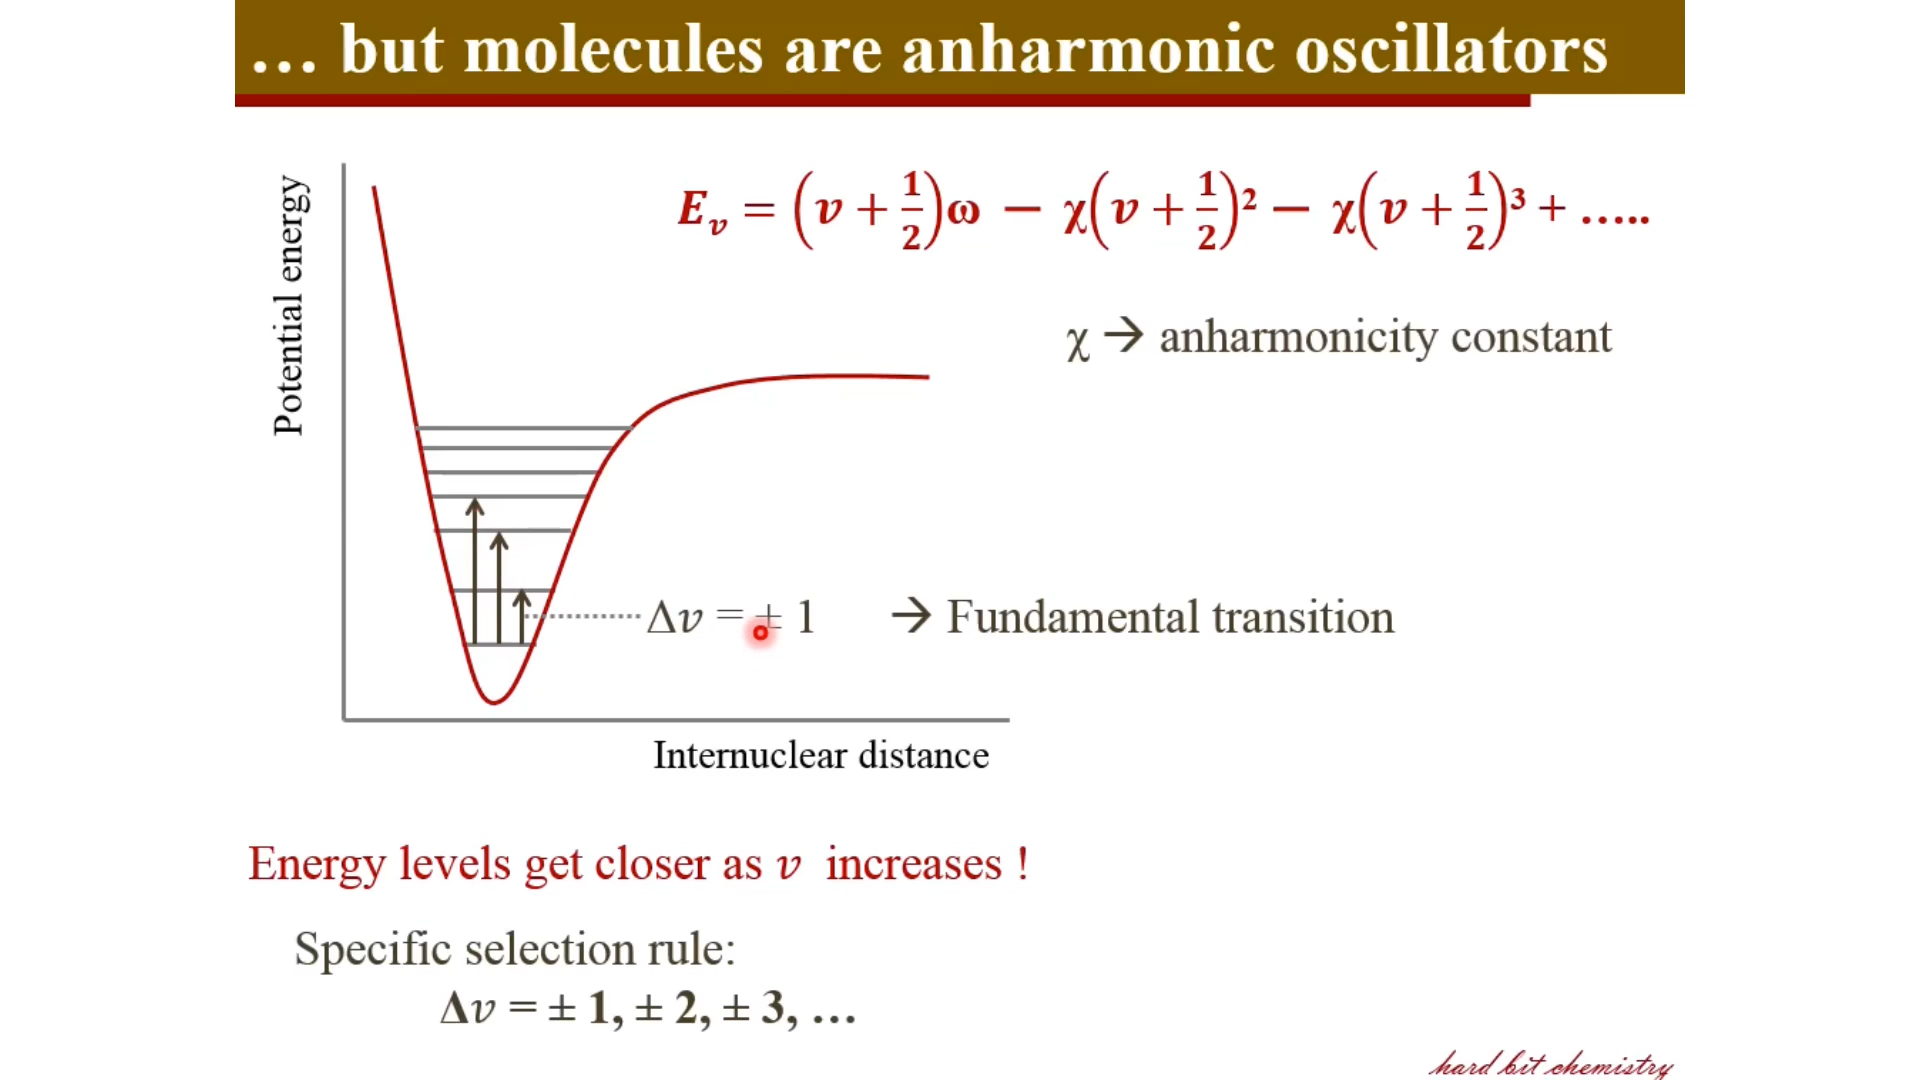 … but molecules are anharmonic oscillators
Potential energy
E_v = (v + 1/2)ω − χ(v + 1/2)² − χ(v + 1/2)³ + …..
χ → anharmonicity constant
Δv = ± 1 → Fundamental transition
Internuclear distance
Energy levels get closer as v increases !
Specific selection rule:
Δv = ± 1, ± 2, ± 3, …
hard bit chemistry